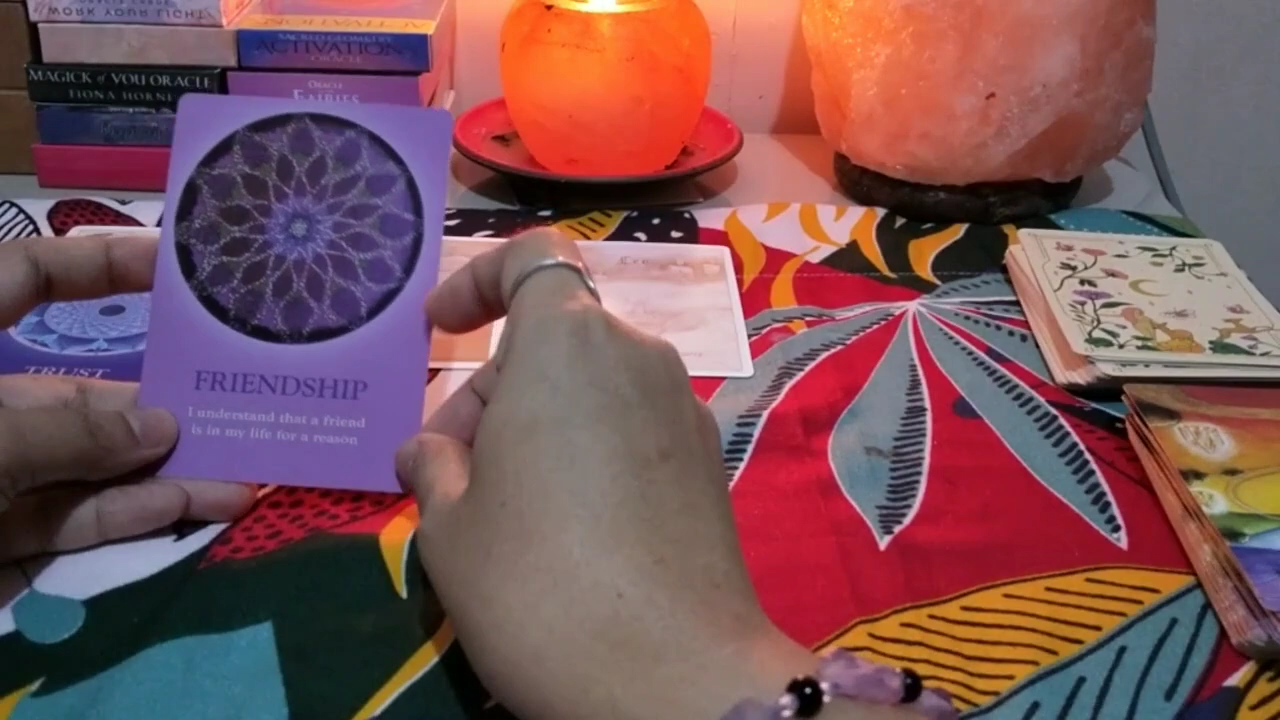 WORK YOUR LIGHT
ACTIVATION
SACRED GEOMETRY
ACTIVATION
ORACLE
MAGICK of YOU ORACLE
FIONA HORNE
ORACLE
FAIRIES
TRUST
FRIENDSHIP
I understand that a friend
is in my life for a reason